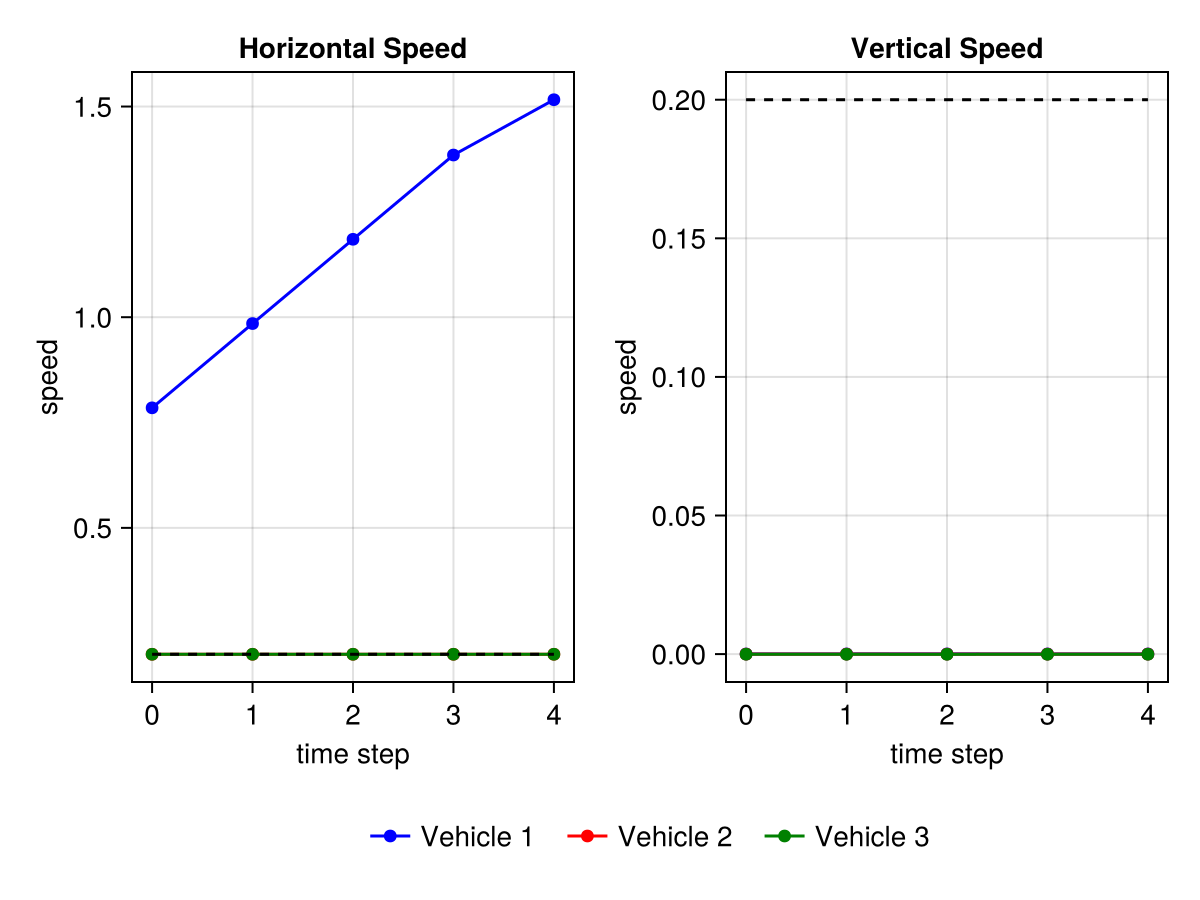 Horizontal Speed
1.5
1.0
0.5
speed
0 1 2 3 4
time step
Vertical Speed
0.20
0.15
0.10
0.05
0.00
speed
0 1 2 3 4
time step
Vehicle 1 Vehicle 2 Vehicle 3